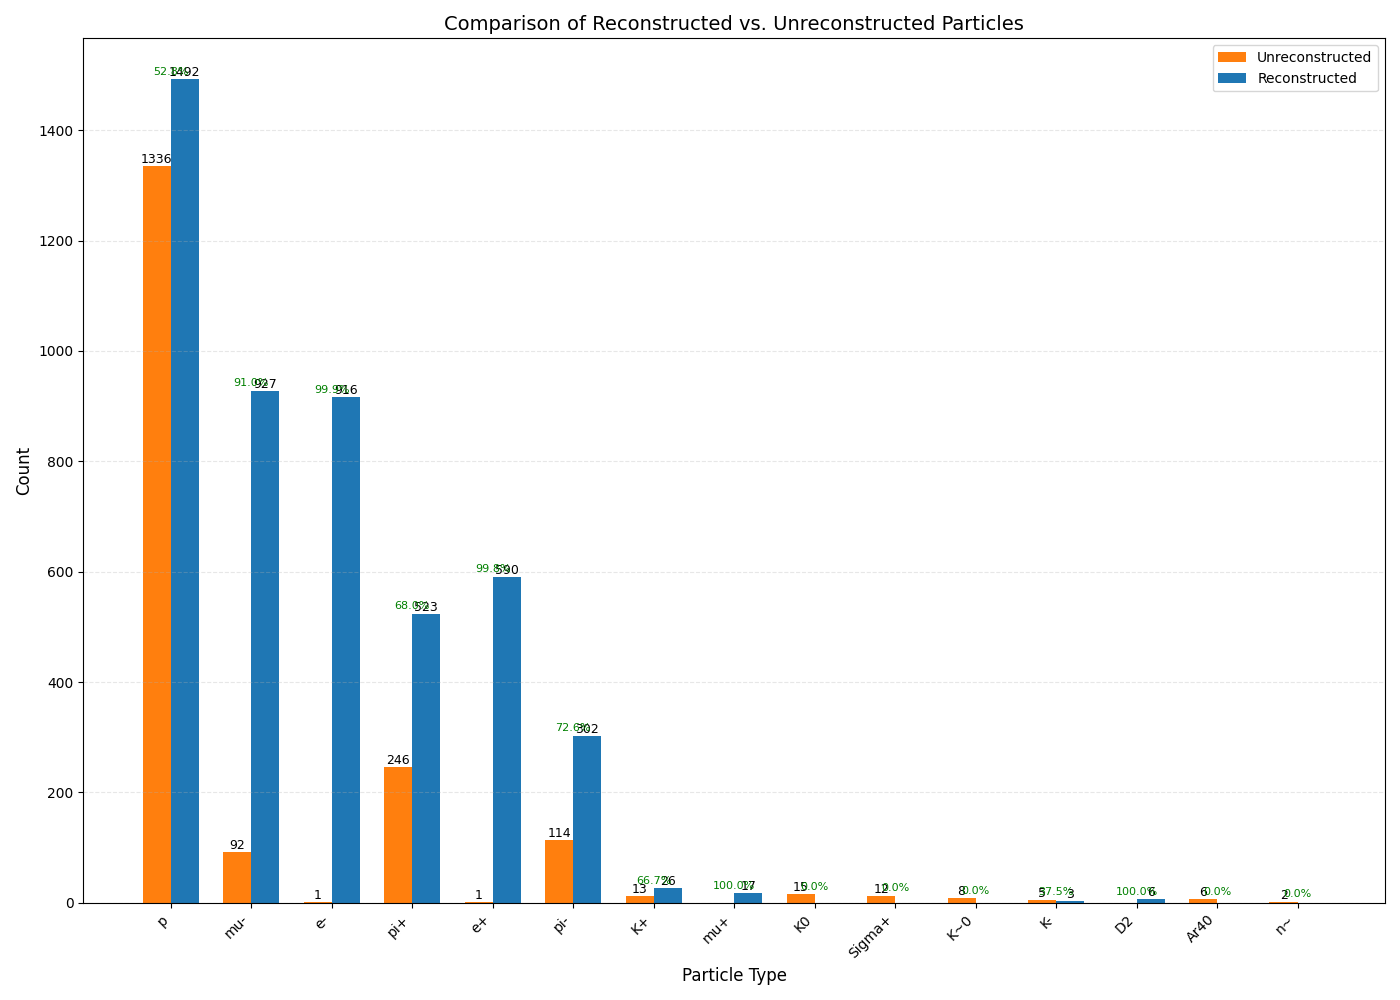 Comparison of Reconstructed vs. Unreconstructed Particles
Unreconstructed
Reconstructed
Count
1400
1200
1000
800
600
400
200
0
1336
52.8%
1492
92
91.0%
927
1
99.9%
916
246
68.0%
523
1
99.8%
590
114
72.6%
302
13
66.7%
26
100.0%
17
15
0.0%
12
0.0%
8
0.0%
5
37.5%
3
100.0%
6
6
0.0%
2
0.0%
p
mu-
e-
pi+
e+
pi-
K+
mu+
K0
Sigma+
K~0
K-
D2
Ar40
n~
Particle Type